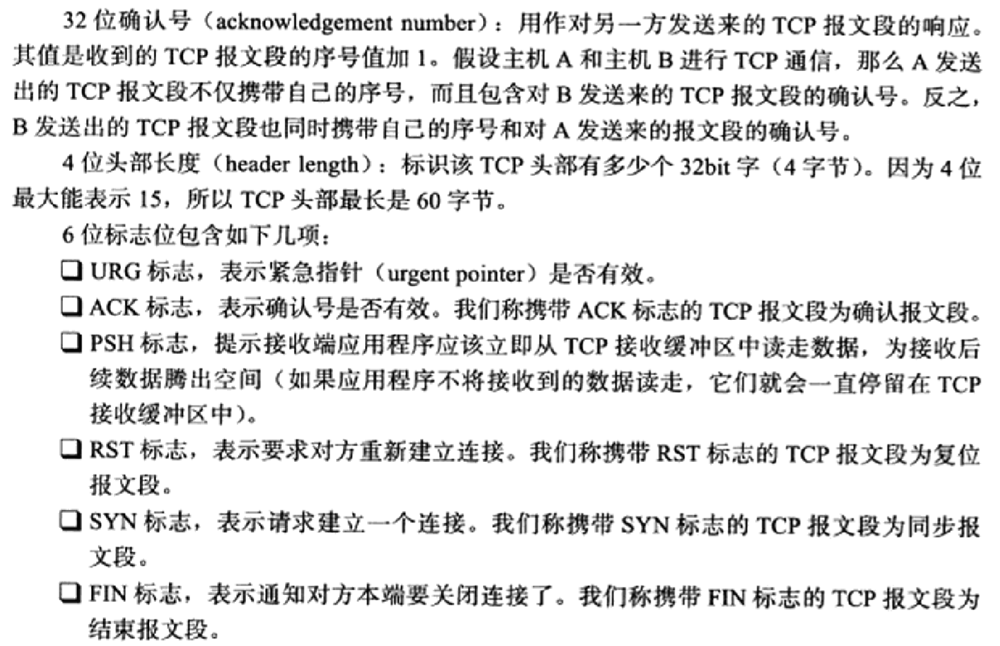 32 位确认号（acknowledgement number）：用作对另一方发送来的 TCP 报文段的响应。
其值是收到的 TCP 报文段的序号值加 1。假设主机 A 和主机 B 进行 TCP 通信，那么 A 发送
出的 TCP 报文段不仅携带自己的序号，而且包含对 B 发送来的 TCP 报文段的确认号。反之，
B 发送出的 TCP 报文段也同时携带自己的序号和对 A 发送来的报文段的确认号。
4 位头部长度（header length）：标识该 TCP 头部有多少个 32bit 字（4 字节）。因为 4 位
最大能表示 15，所以 TCP 头部最长是 60 字节。
6 位标志位包含如下几项：
❏ URG 标志，表示紧急指针（urgent pointer）是否有效。
❏ ACK 标志，表示确认号是否有效。我们称携带 ACK 标志的 TCP 报文段为确认报文段。
❏ PSH 标志，提示接收端应用程序应该立即从 TCP 接收缓冲区中读走数据，为接收后
续数据腾出空间（如果应用程序不将接收到的数据读走，它们就会一直停留在 TCP
接收缓冲区中）。
❏ RST 标志，表示要求对方重新建立连接。我们称携带 RST 标志的 TCP 报文段为复位
报文段。
❏ SYN 标志，表示请求建立一个连接。我们称携带 SYN 标志的 TCP 报文段为同步报
文段。
❏ FIN 标志，表示通知对方本端要关闭连接了。我们称携带 FIN 标志的 TCP 报文段为
结束报文段。